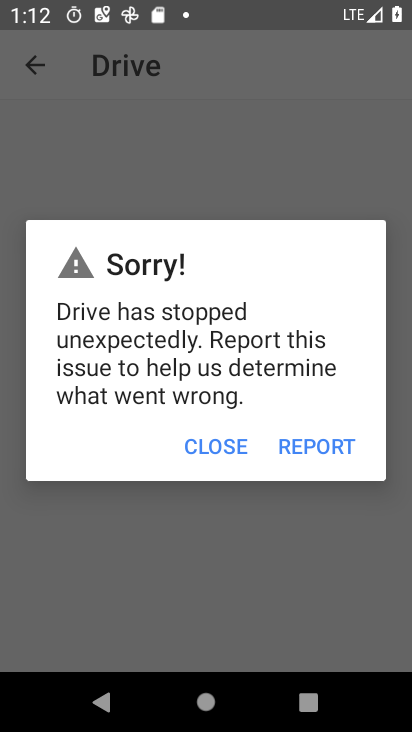 1:12
LTE
Drive
Sorry!
Drive has stopped
unexpectedly. Report this
issue to help us determine
what went wrong.
CLOSE
REPORT